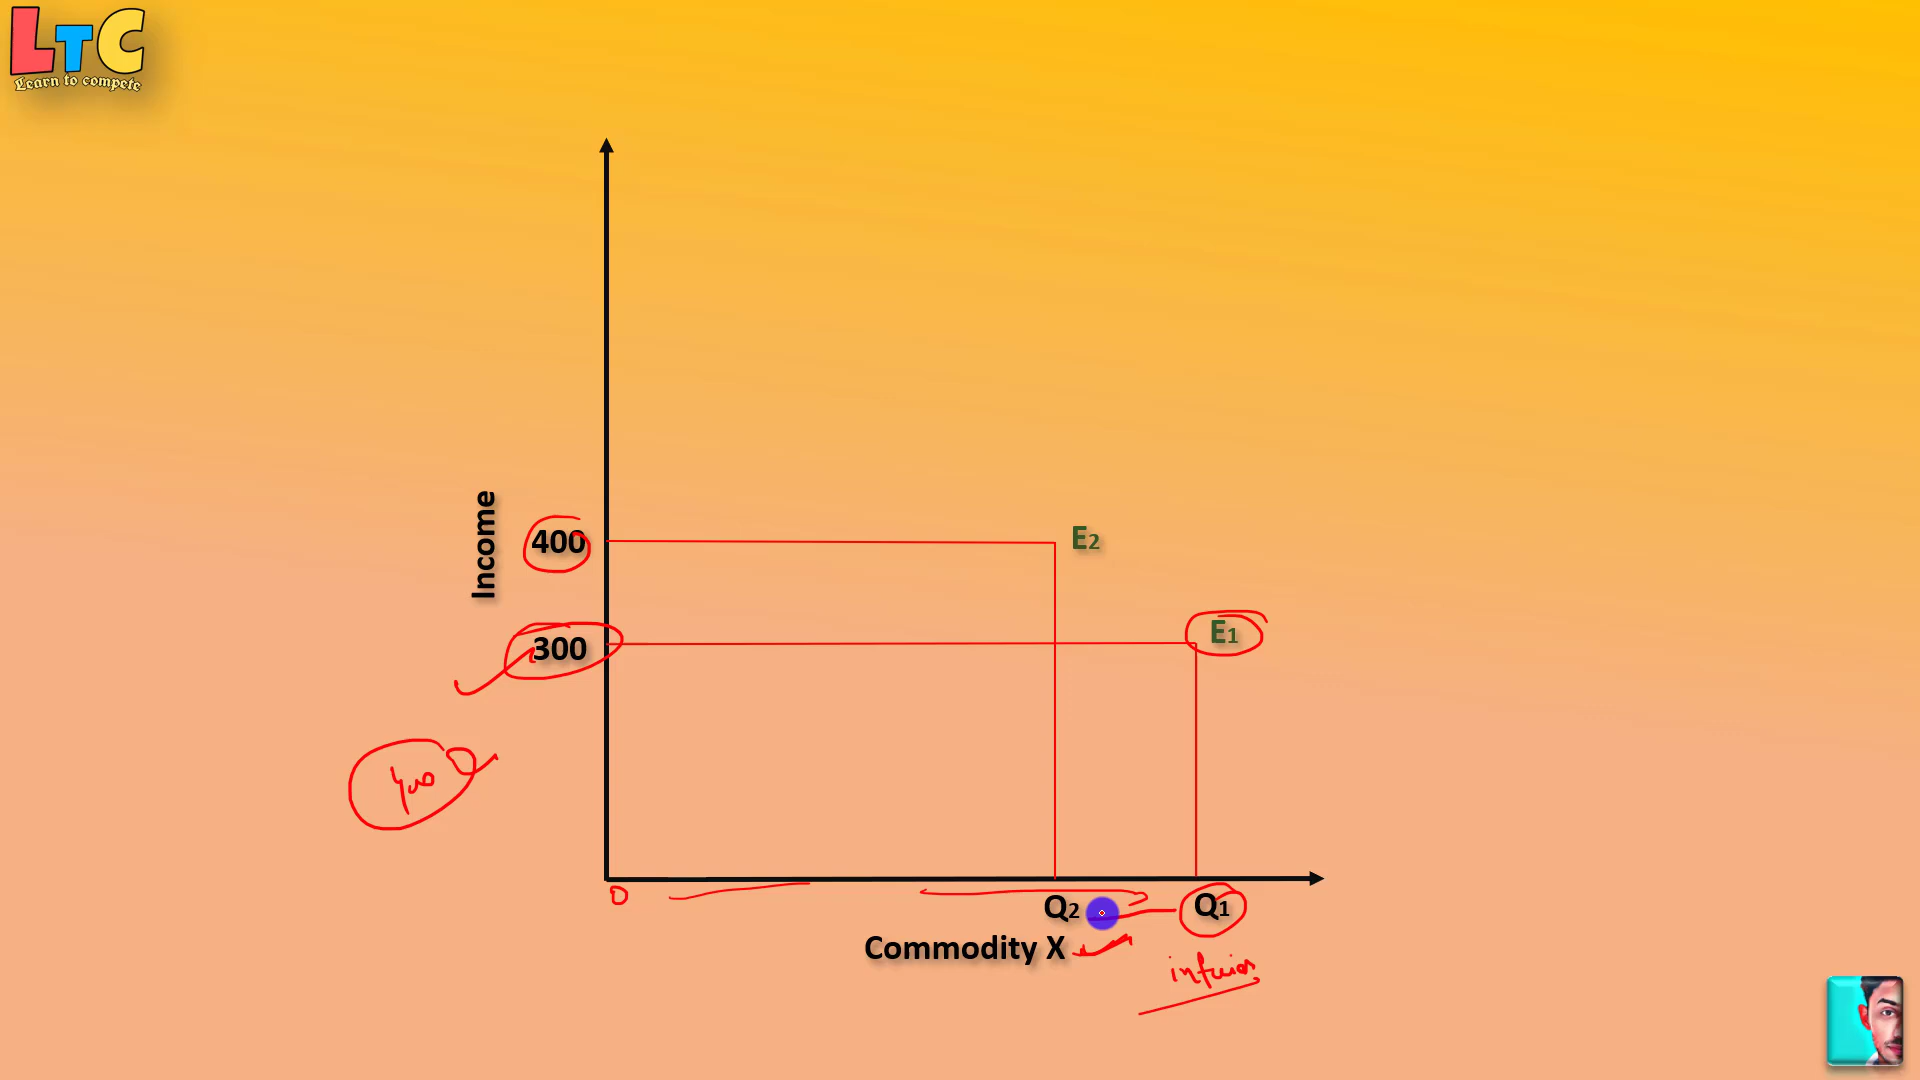 LTC
Learn to compete
Income
400
E2
300
E1
400
0
Q2
Q1
Commodity X
inferior